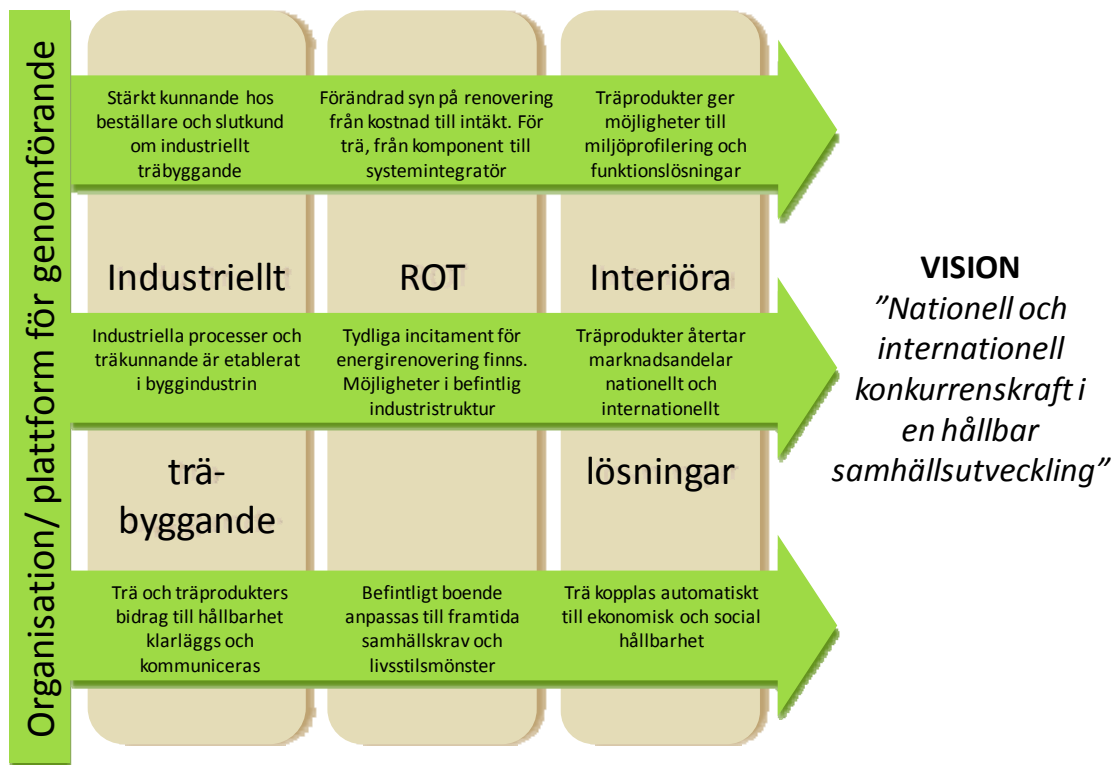 Organisation/ plattform för genomförande
Stärkt kunnande hos
beställare och slutkund
om industriellt
träbyggande
Förändrad syn på renovering
från kostnad till intäkt. För
trä, från komponent till
systemintegratör
Träprodukter ger
möjligheter till
miljöprofilering och
funktionslösningar
Industriellt
ROT
Interiöra
Industriella processer och
träkunnande är etablerat
i byggindustrin
Tydliga incitament för
energirenovering finns.
Möjligheter i befintlig
industristruktur
Träprodukter återtar
marknadsandelar
nationellt och
internationellt
trä-
byggande
lösningar
Trä och träprodukters
bidrag till hållbarhet
klarläggs och
kommuniceras
Befintligt boende
anpassas till framtida
samhällskrav och
livsstilsmönster
Trä kopplas automatiskt
till ekonomisk och social
hållbarhet
VISION
”Nationell och
internationell
konkurrenskraft i
en hållbar
samhällsutveckling”